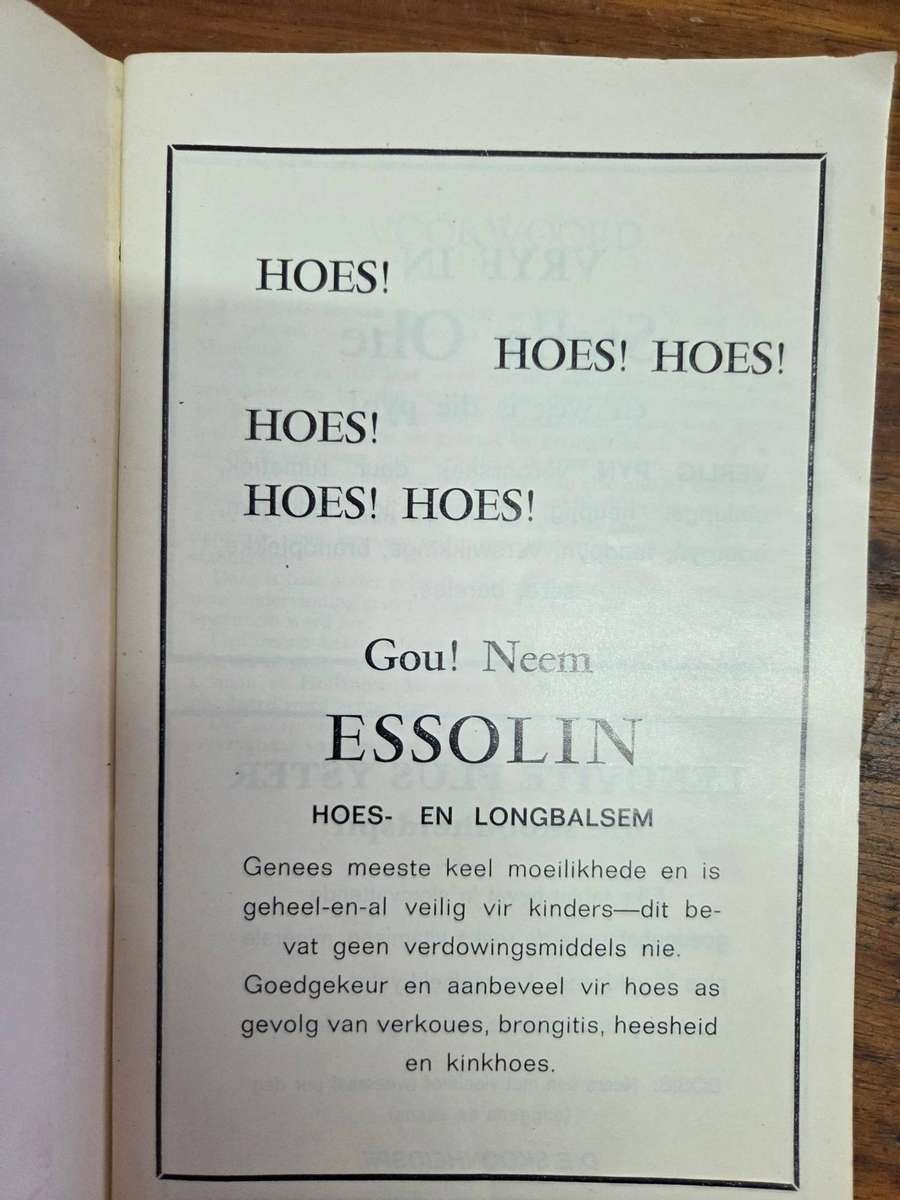 HOES!
HOES! HOES!
HOES!
HOES! HOES!
Gou! Neem
ESSOLIN
HOES- EN LONGBALSEM
Genees meeste keel moeilikhede en is
geheel-en-al veilig vir kinders—dit be-
vat geen verdowingsmiddels nie.
Goedgekeur en aanbeveel vir hoes as
gevolg van verkoues, brongitis, heesheid
en kinkhoes.